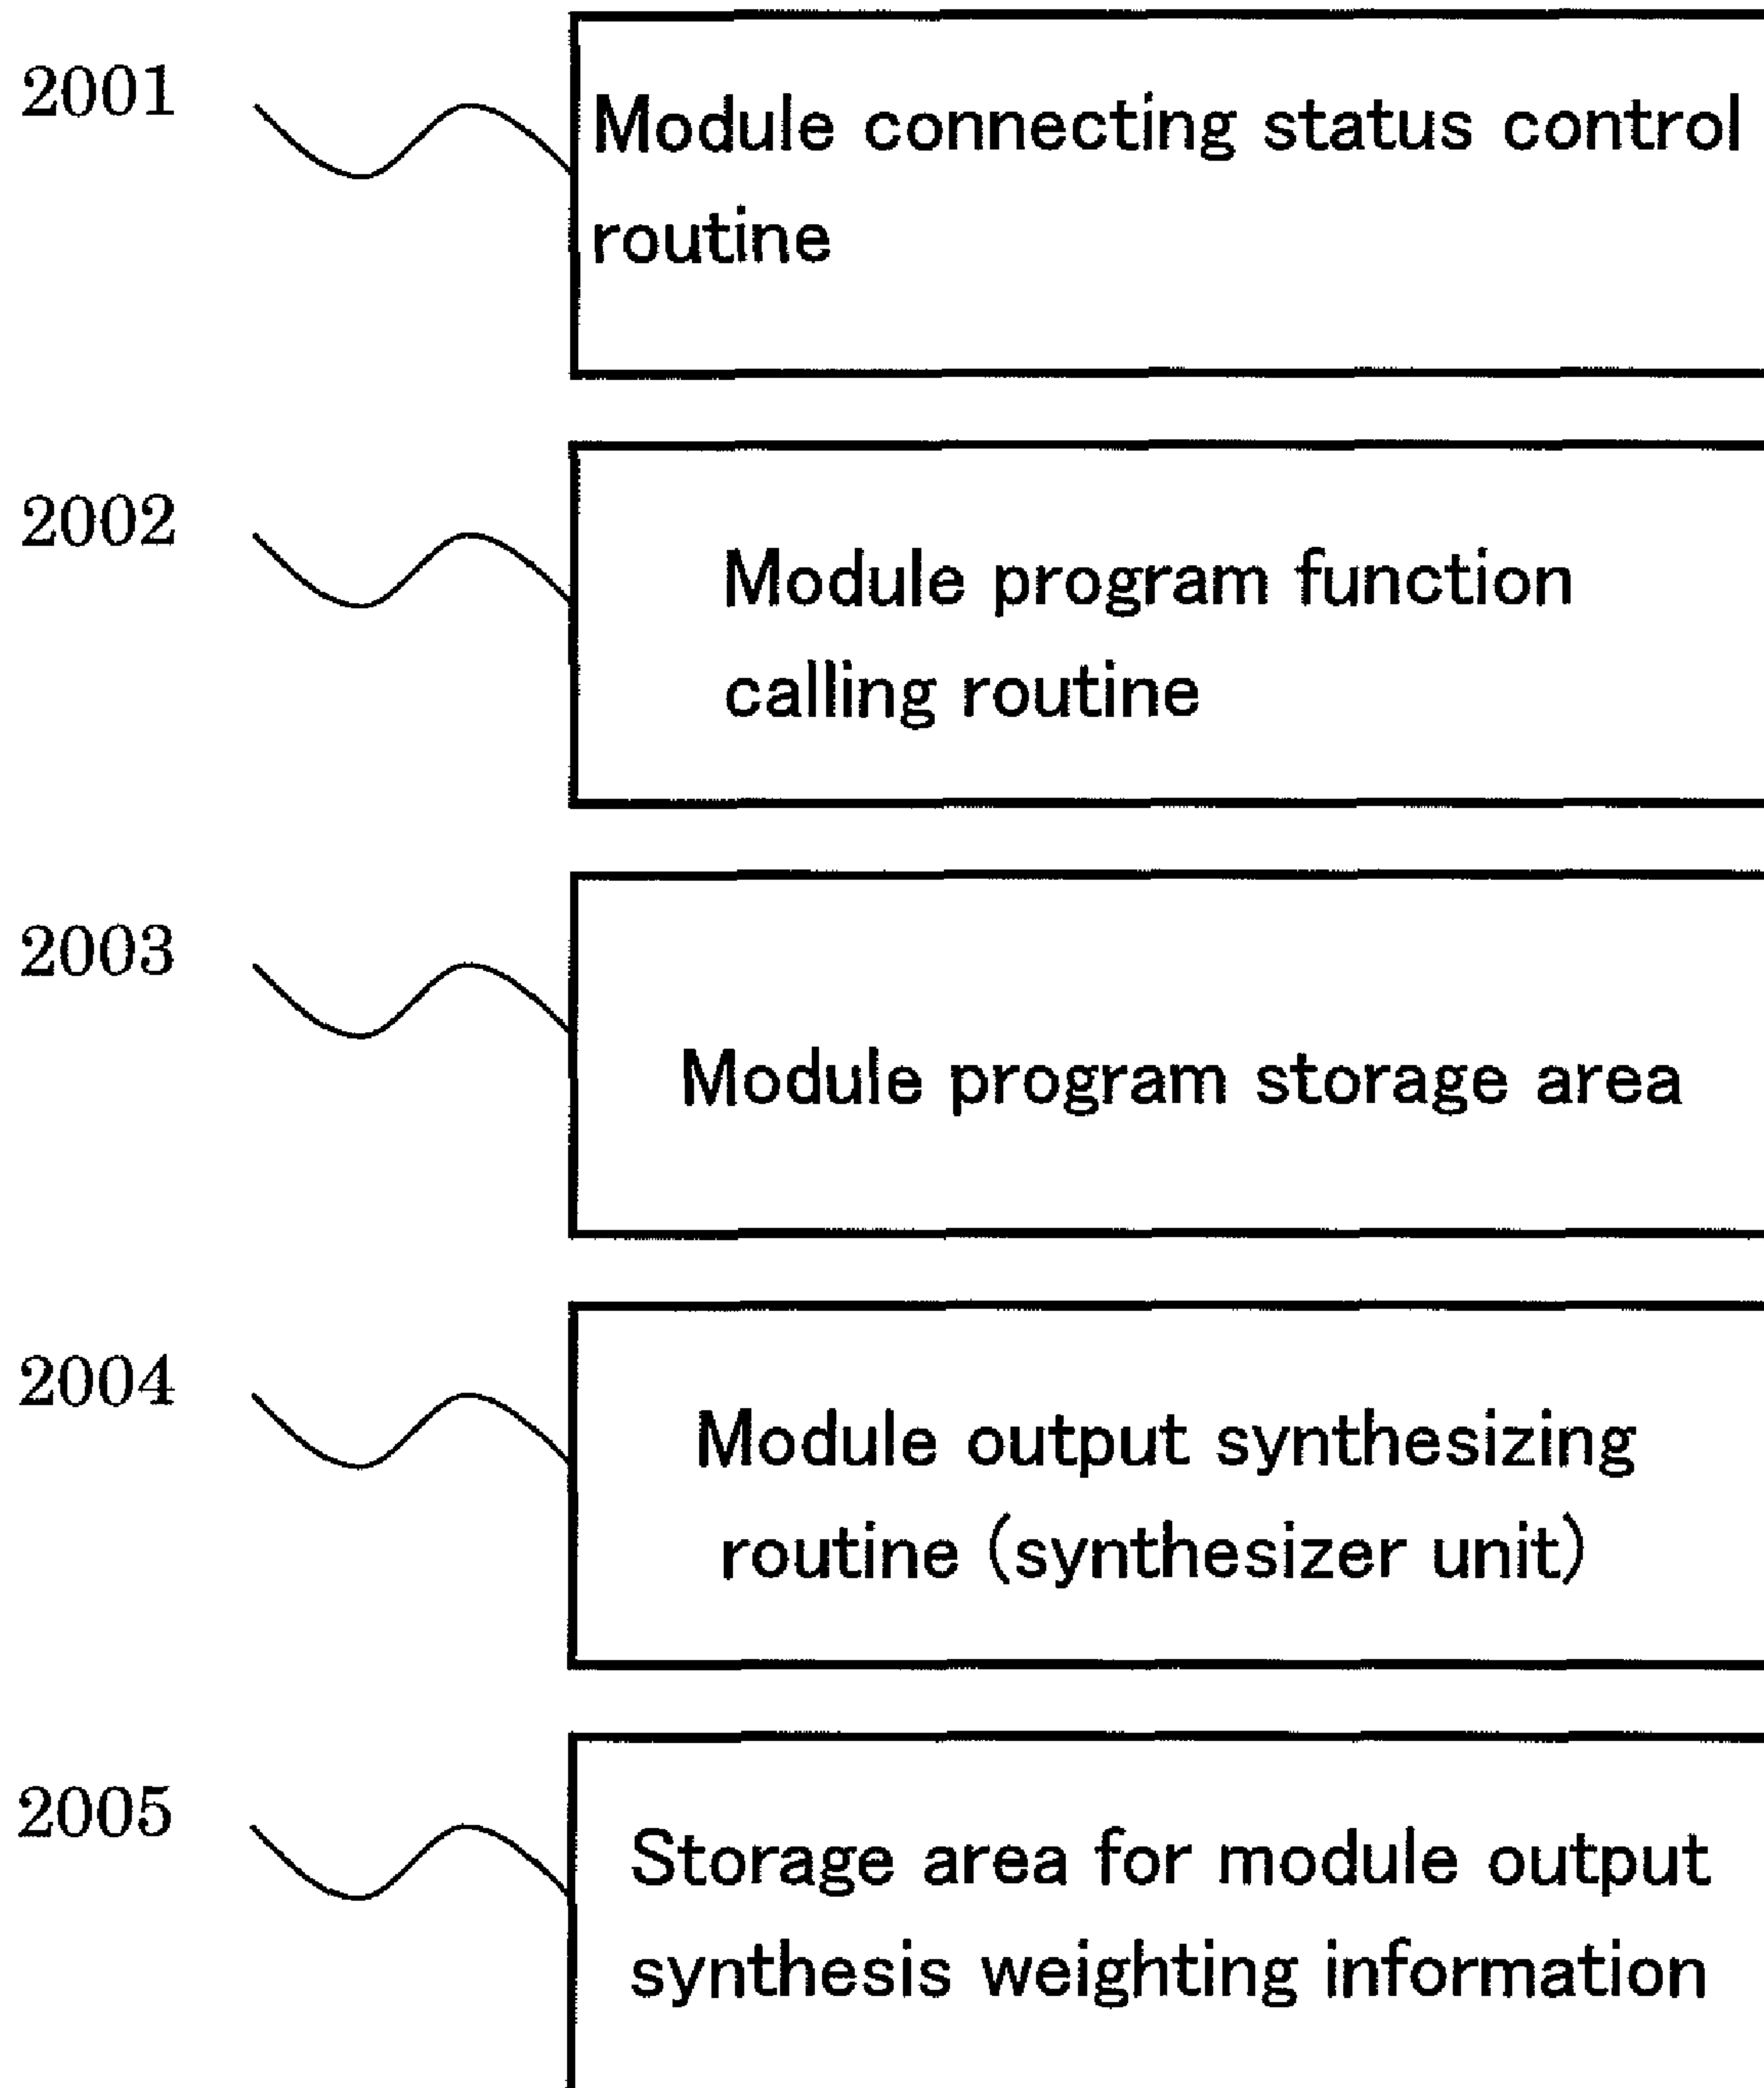 2001
Module connecting status control
routine
2002
Module program function
calling routine
2003
Module program storage area
2004
Module output synthesizing
routine (synthesizer unit)
2005
Storage area for module output
synthesis weighting information